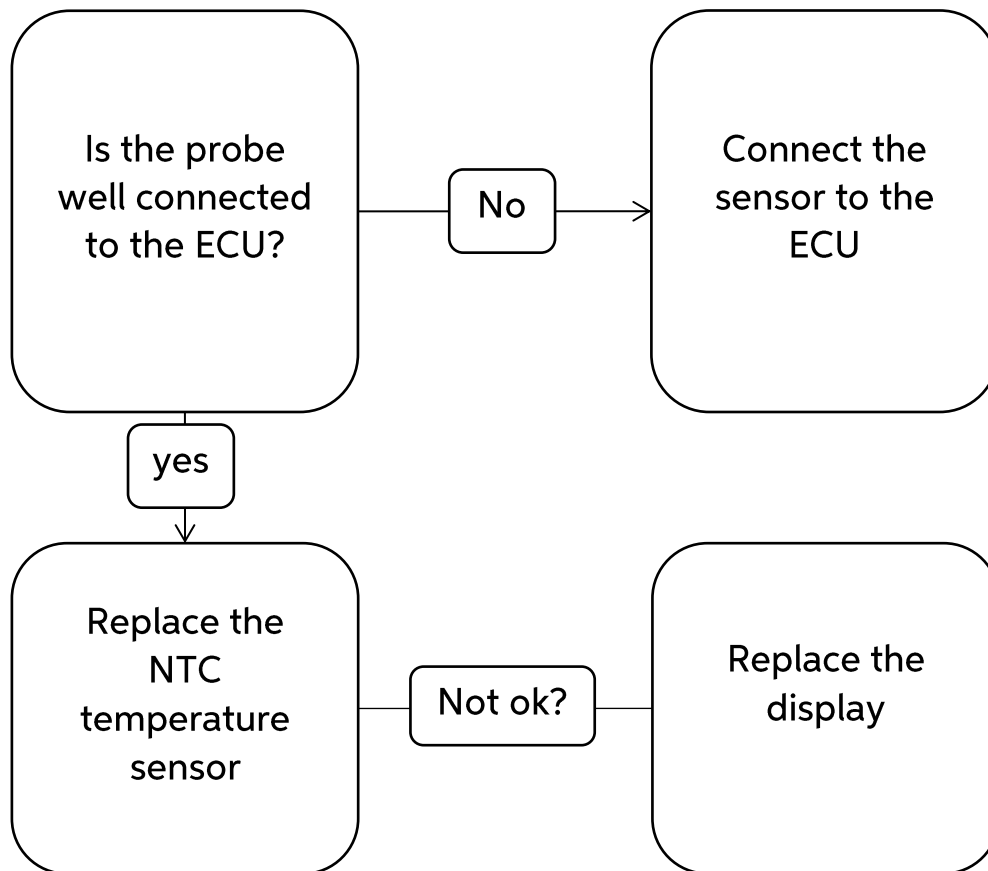 Is the probe
well connected
to the ECU?
No
Connect the
sensor to the
ECU
yes
Replace the
NTC
temperature
sensor
Not ok?
Replace the
display